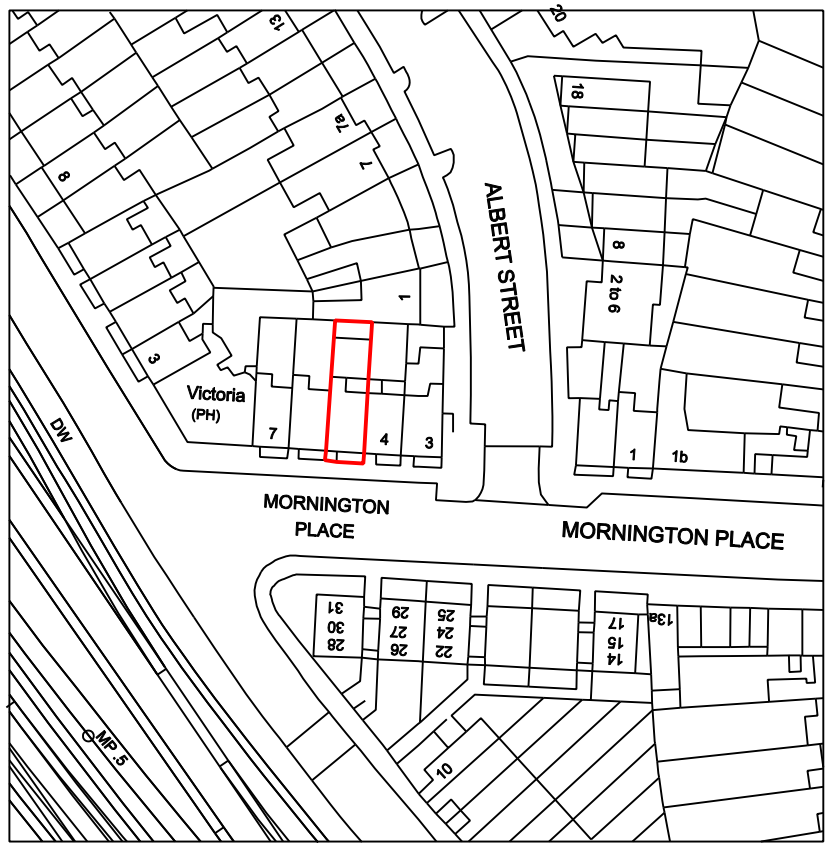 20
13
18
7a
7
8
ALBERT STREET
8
2 to 6
1
3
Victoria
(PH)
7
4
3
1
1b
DW
MORNINGTON
PLACE
MORNINGTON PLACE
31
30
28
29
27
26
25
24
22
17
15
14
13a
MP .5
10